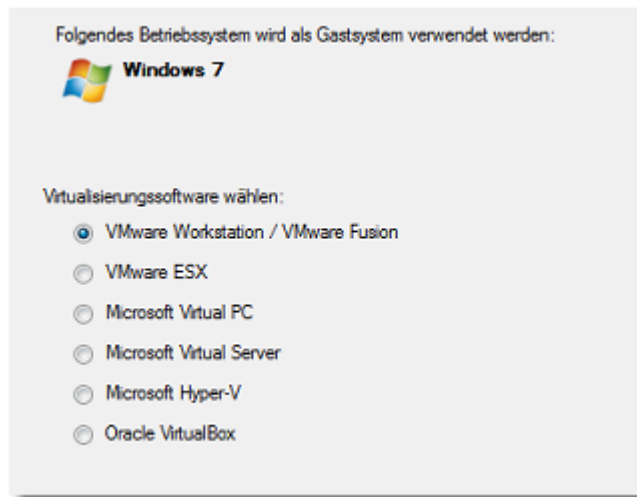 Folgendes Betriebssystem wird als Gastsystem verwendet werden:
Windows 7
Virtualisierungssoftware wählen:
VMware Workstation / VMware Fusion
VMware ESX
Microsoft Virtual PC
Microsoft Virtual Server
Microsoft Hyper-V
Oracle VirtualBox